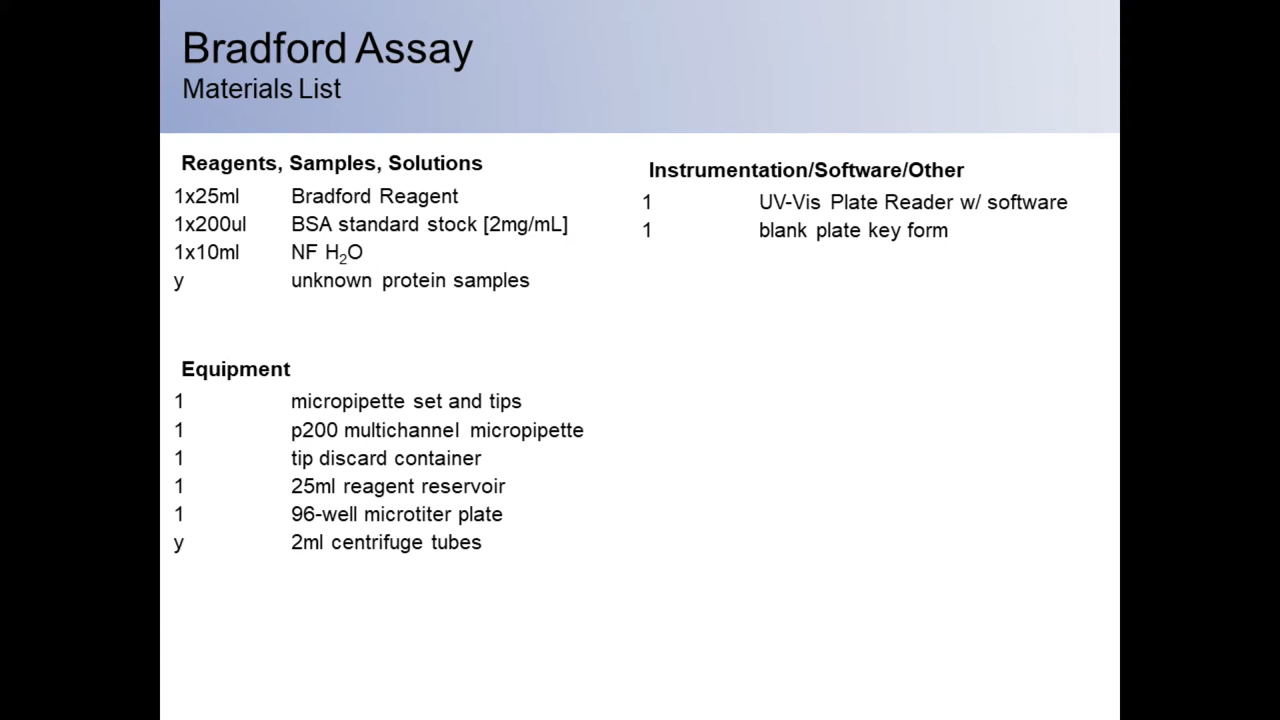 Bradford Assay
Materials List
Reagents, Samples, Solutions
1x25ml Bradford Reagent
1x200ul BSA standard stock [2mg/mL]
1x10ml NF H₂O
y unknown protein samples
Equipment
1 micropipette set and tips
1 p200 multichannel micropipette
1 tip discard container
1 25ml reagent reservoir
1 96-well microtiter plate
y 2ml centrifuge tubes
Instrumentation/Software/Other
1 UV-Vis Plate Reader w/ software
1 blank plate key form